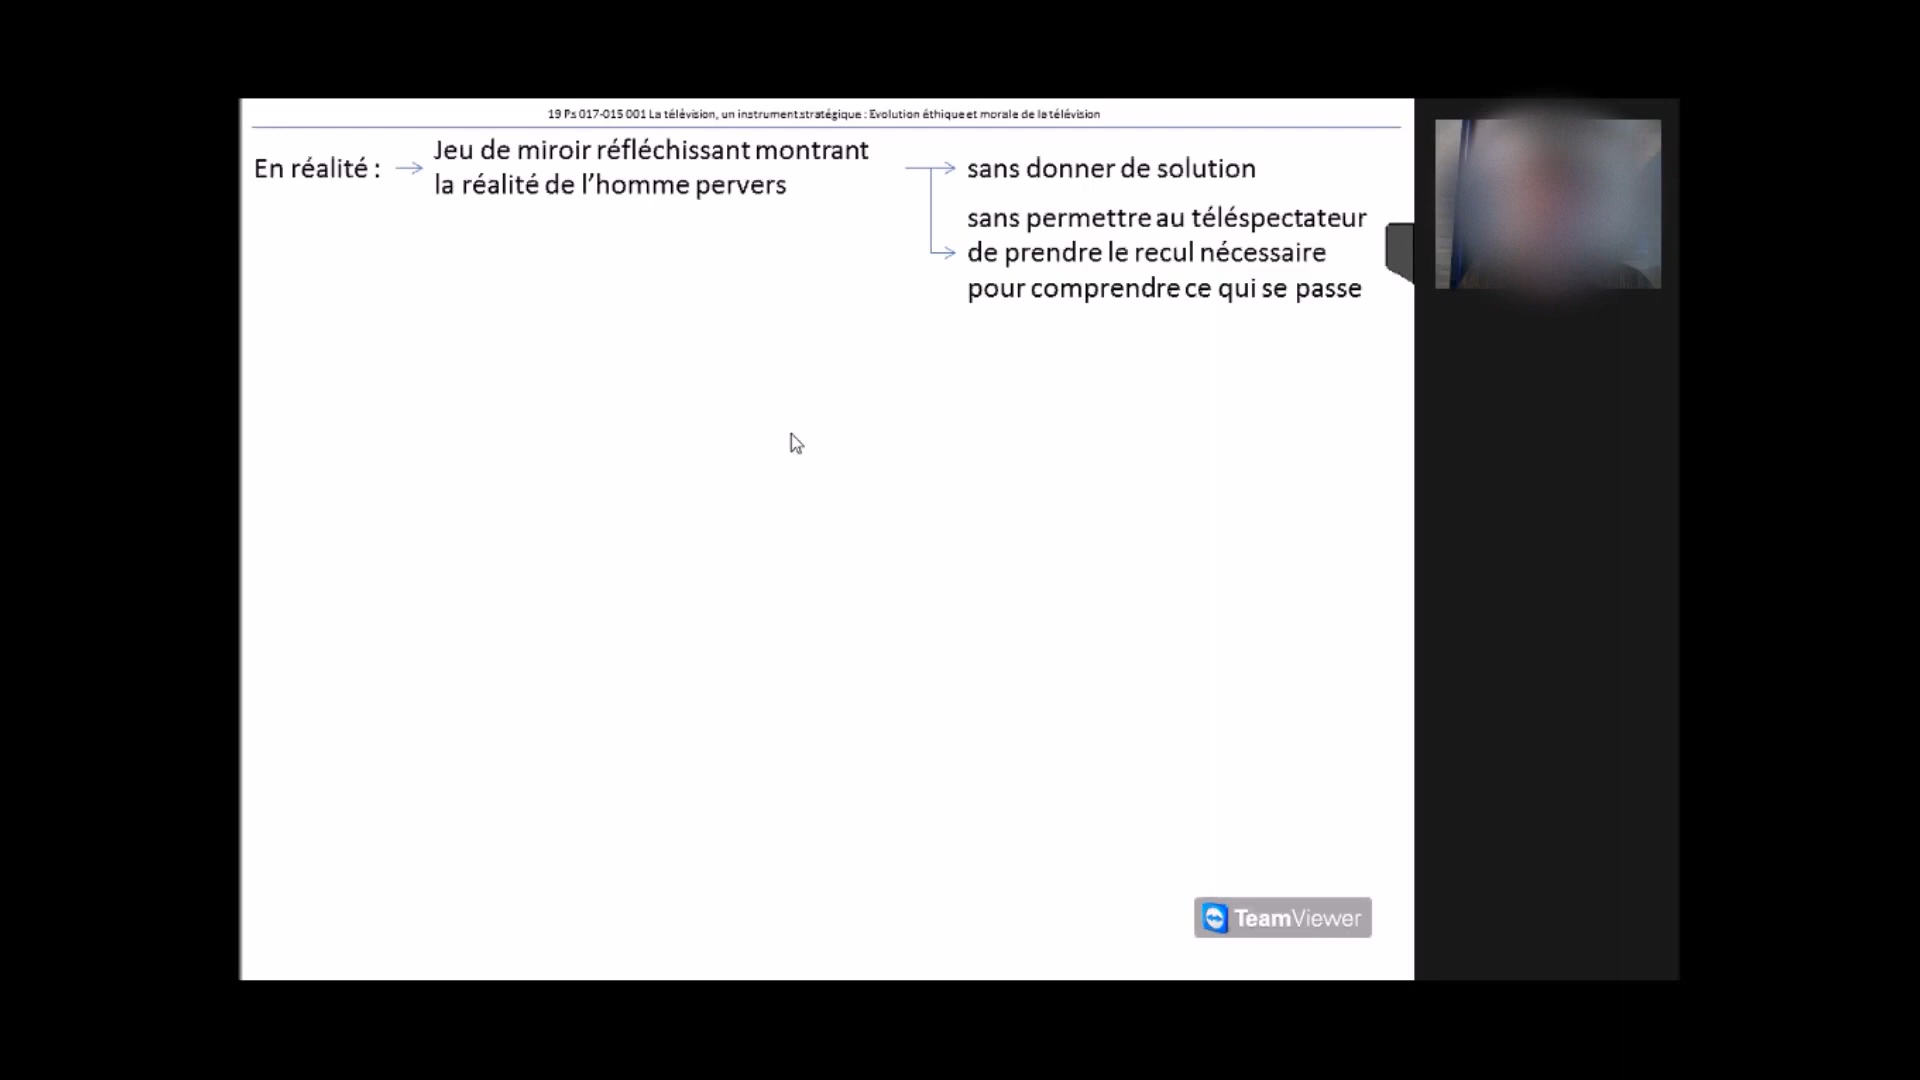 19 Ps 017-015 001 La télévision, un instrument stratégique : Evolution éthique et morale de la télévision
En réalité :
Jeu de miroir réfléchissant montrant
la réalité de l'homme pervers
sans donner de solution
sans permettre au téléspectateur
de prendre le recul nécessaire
pour comprendre ce qui se passe
TeamViewer